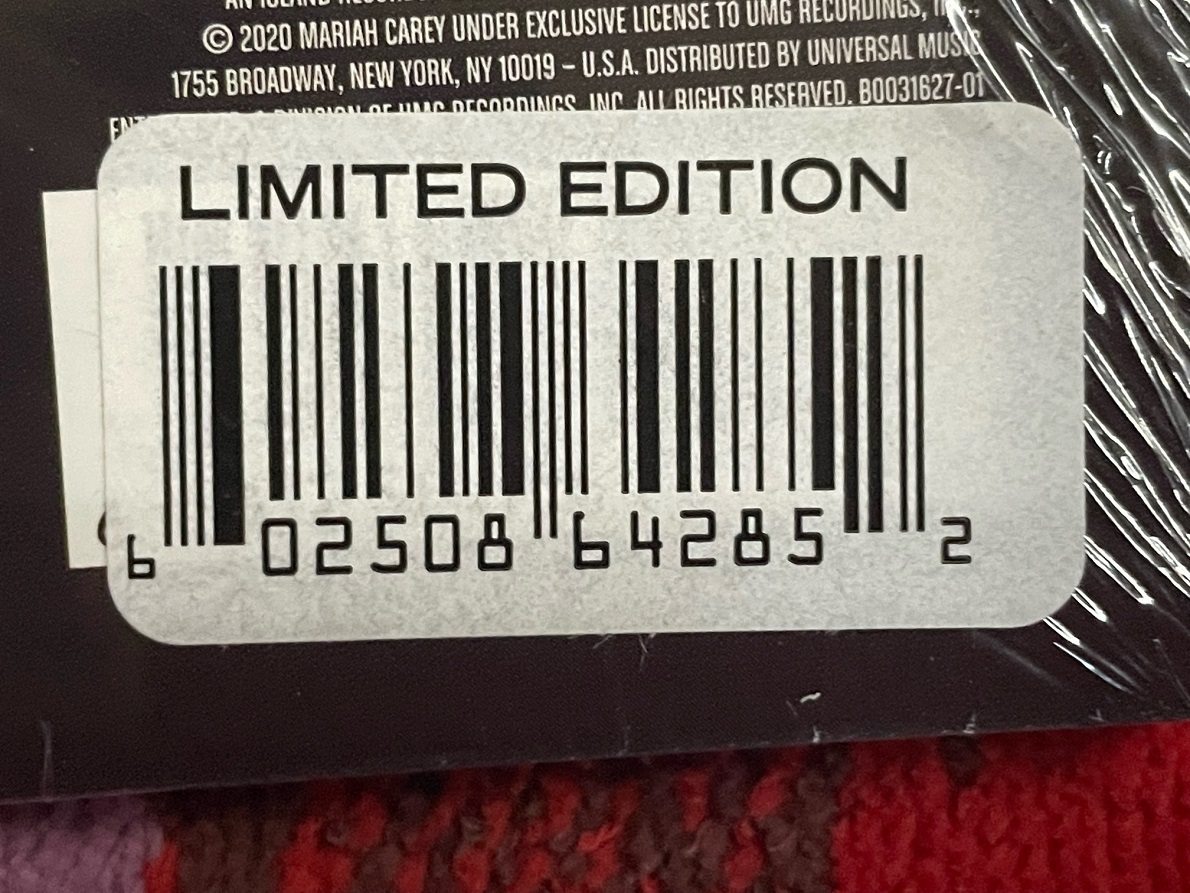 © 2020 MARIAH CAREY UNDER EXCLUSIVE LICENSE TO UMG RECORDINGS,
1755 BROADWAY, NEW YORK, NY 10019 – U.S.A. DISTRIBUTED BY UNIVERSAL MUSIC
DIVISION OF UMG RECORDINGS, INC. ALL RIGHTS RESERVED. B0031627-01
LIMITED EDITION
6 02508 64285 2